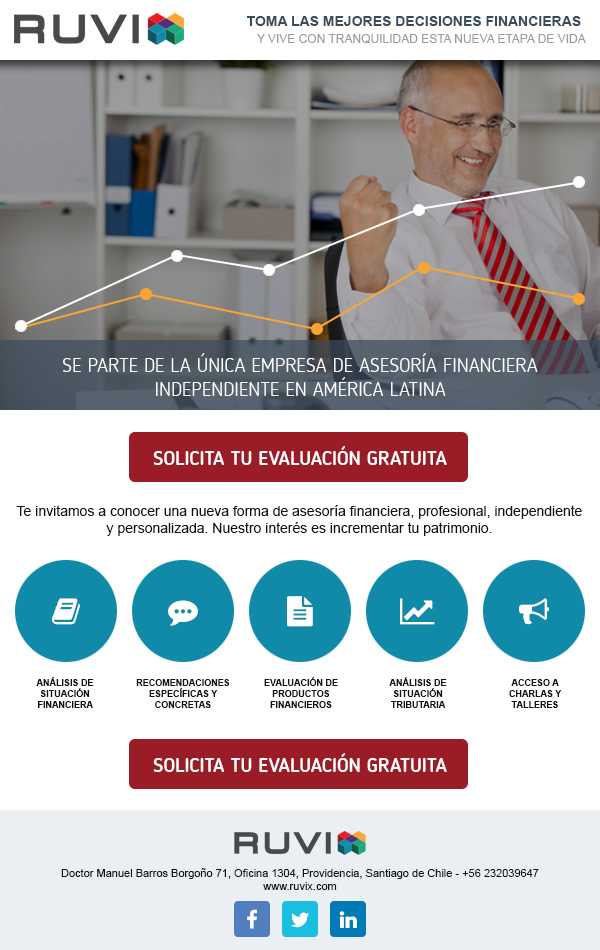 RUVIX
TOMA LAS MEJORES DECISIONES FINANCIERAS
Y VIVE CON TRANQUILIDAD ESTA NUEVA ETAPA DE VIDA
SE PARTE DE LA ÚNICA EMPRESA DE ASESORÍA FINANCIERA
INDEPENDIENTE EN AMÉRICA LATINA
SOLICITA TU EVALUACIÓN GRATUITA
Te invitamos a conocer una nueva forma de asesoría financiera, profesional, independiente
y personalizada. Nuestro interés es incrementar tu patrimonio.
ANÁLISIS DE
SITUACIÓN
FINANCIERA
RECOMENDACIONES
ESPECÍFICAS Y
CONCRETAS
EVALUACIÓN DE
PRODUCTOS
FINANCIEROS
ANÁLISIS DE
SITUACIÓN
TRIBUTARIA
ACCESO A
CHARLAS Y
TALLERES
SOLICITA TU EVALUACIÓN GRATUITA
RUVIX
Doctor Manuel Barros Borgoño 71, Oficina 1304, Providencia, Santiago de Chile - +56 232039647
www.ruvix.com